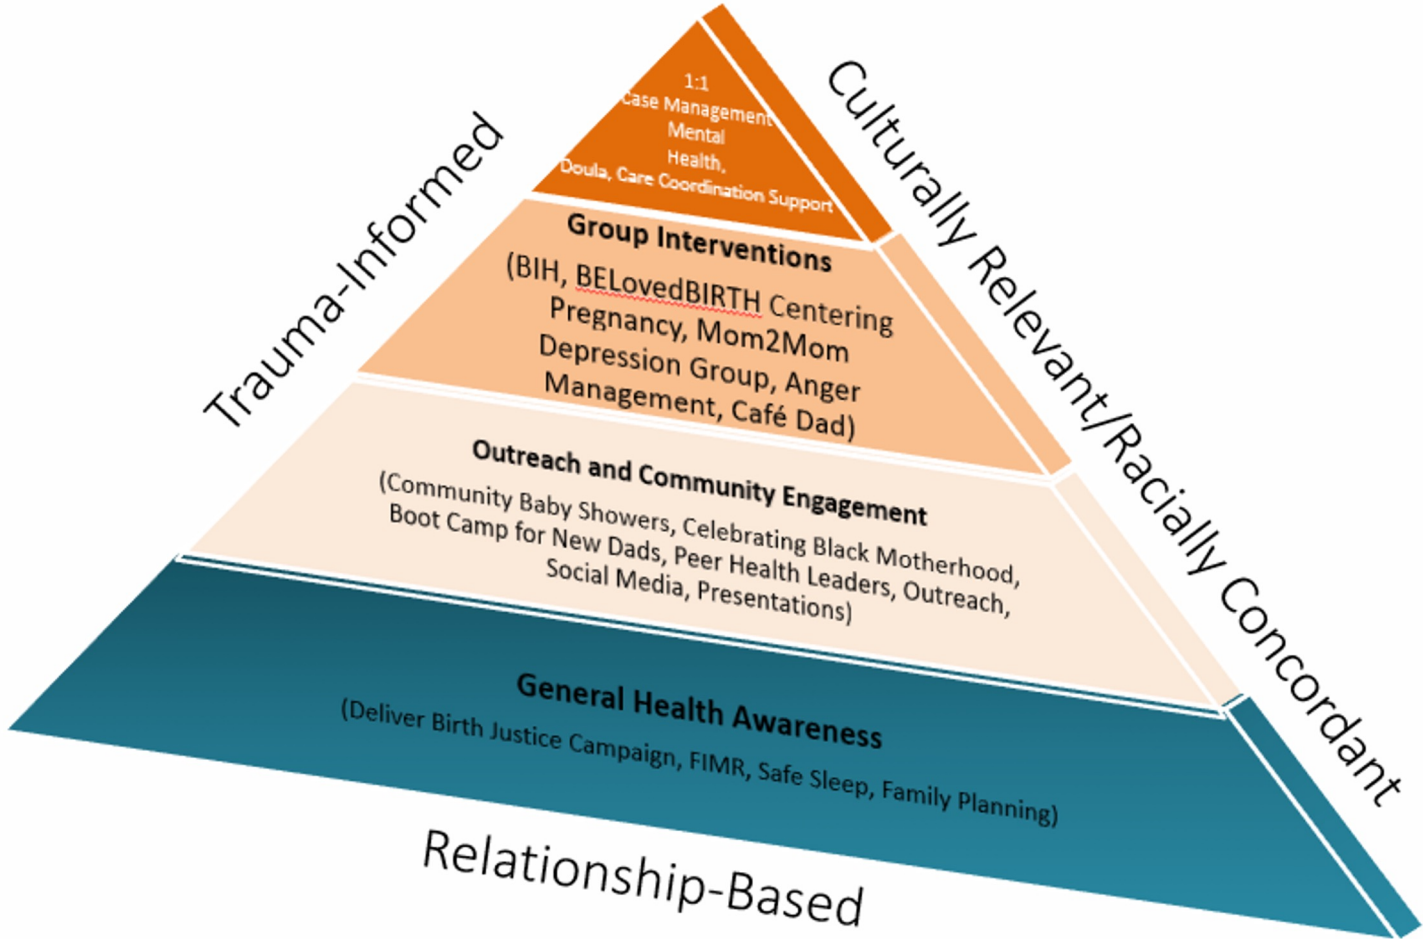 1:1
Case Management
Mental
Health,
Doula, Care Coordination Support
Group Interventions
(BIH, BELovedBIRTH Centering
Pregnancy, Mom2Mom
Depression Group, Anger
Management, Café Dad)
Outreach and Community Engagement
(Community Baby Showers, Celebrating Black Motherhood,
Boot Camp for New Dads, Peer Health Leaders, Outreach,
Social Media, Presentations)
General Health Awareness
(Deliver Birth Justice Campaign, FIMR, Safe Sleep, Family Planning)
Trauma-Informed
Culturally Relevant/Racially Concordant
Relationship-Based